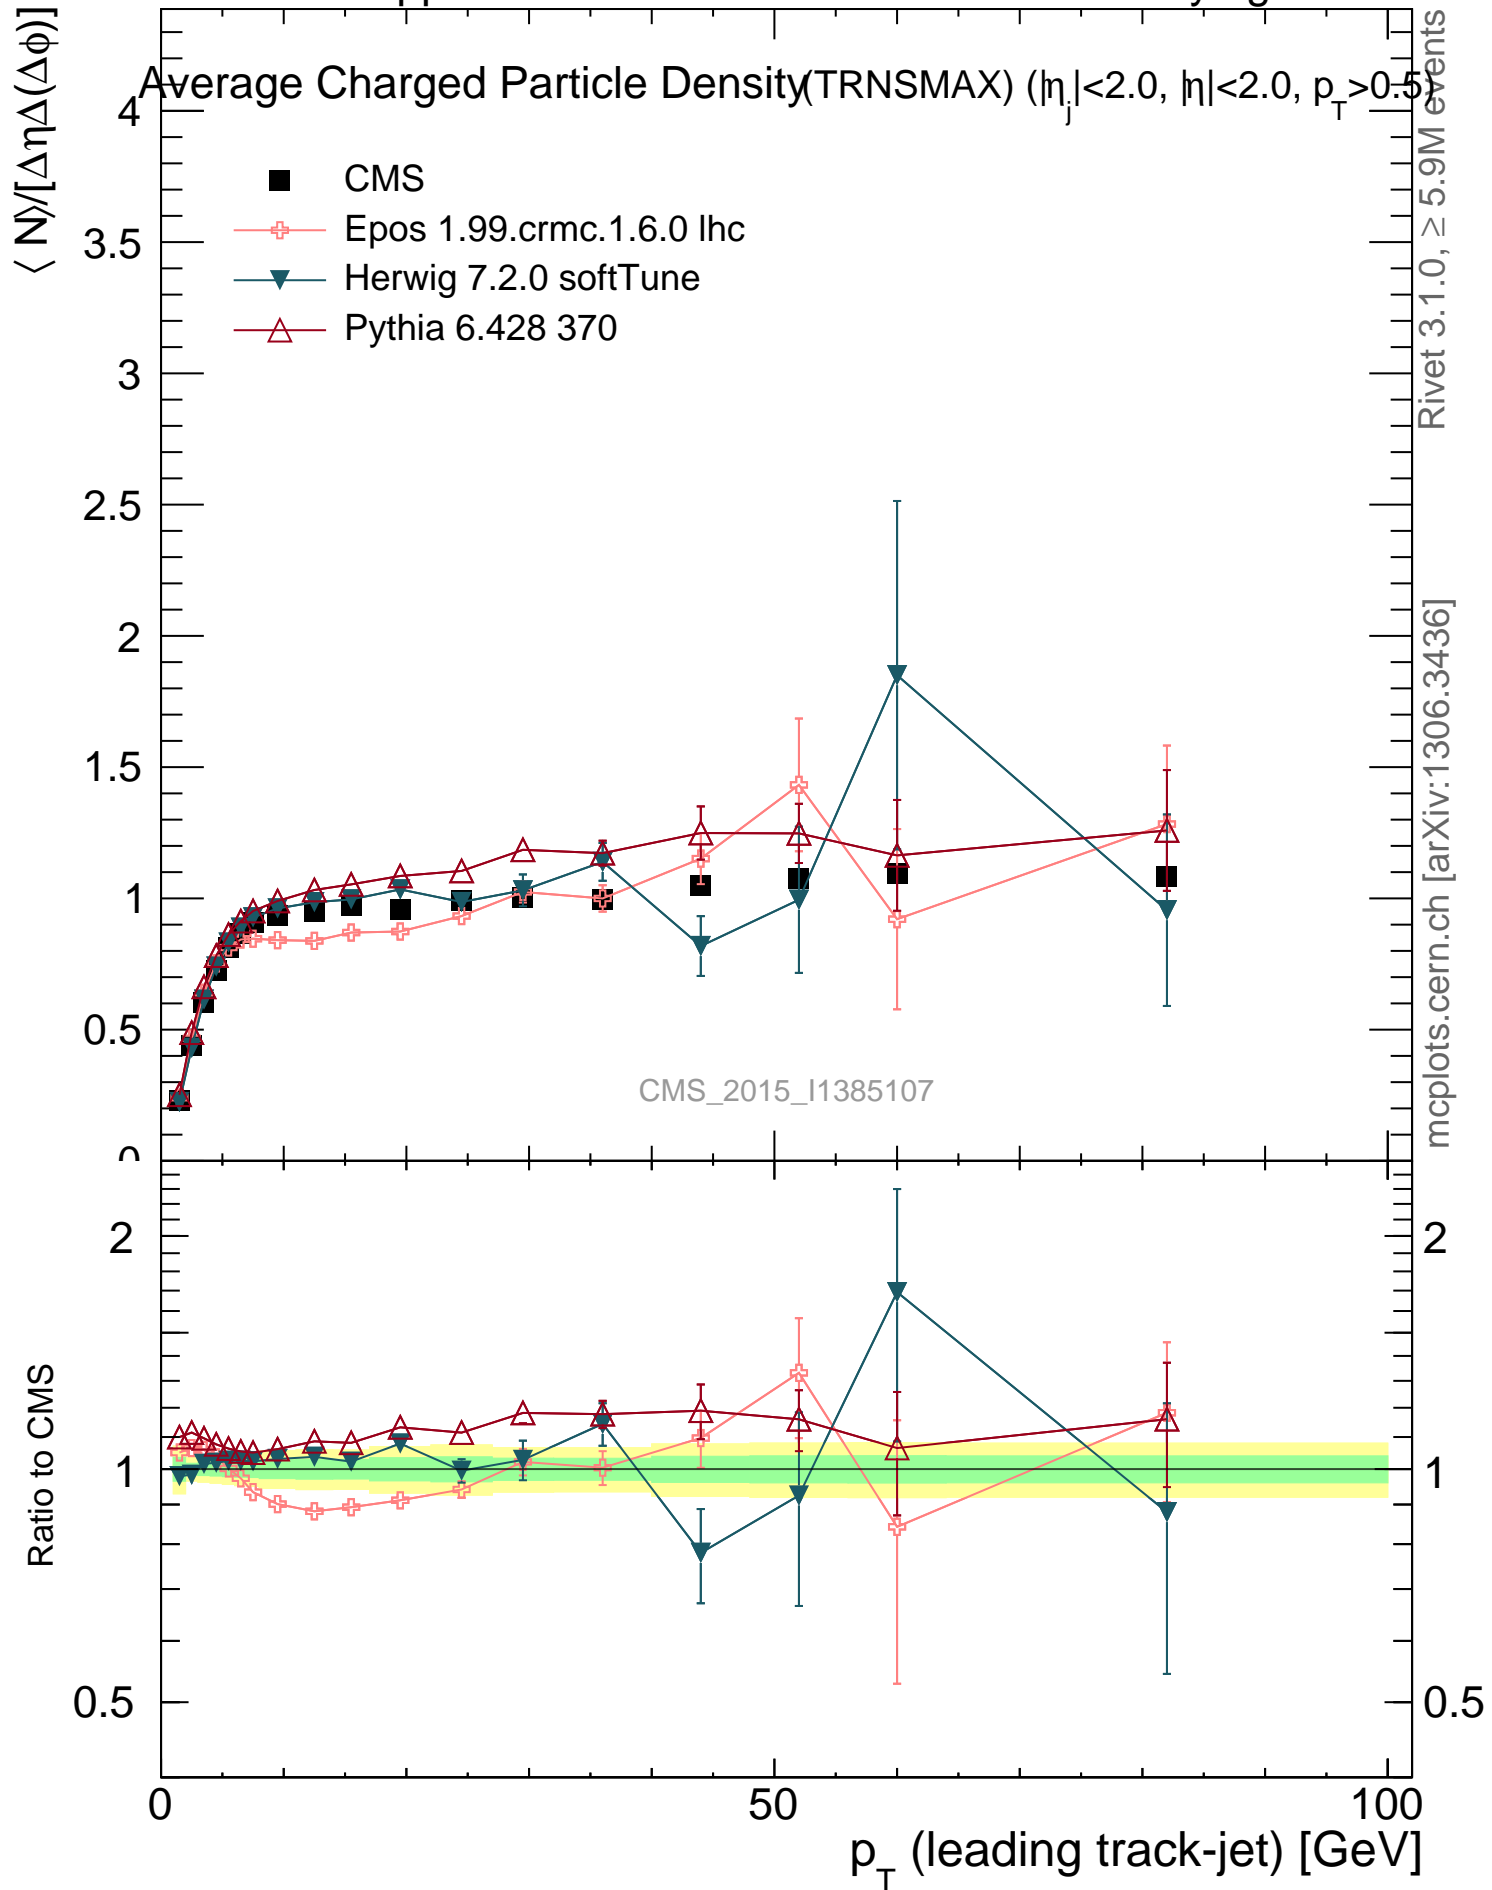 pp
Average Charged Particle Density (TRNSMAX) (|η_j|<2.0, |η|<2.0, p_T>0.5)
⟨ N⟩/[ΔηΔ(Δϕ)]
CMS
Epos 1.99.crmc.1.6.0 lhc
Herwig 7.2.0 softTune
Pythia 6.428 370
4
3.5
3
2.5
2
1.5
1
0.5
0
CMS_2015_I1385107
Rivet 3.1.0, ≥ 5.9M events
mcplots.cern.ch [arXiv:1306.3436]
Ratio to CMS
2
1
0.5
2
1
0.5
0
50
100
p_T (leading track-jet) [GeV]